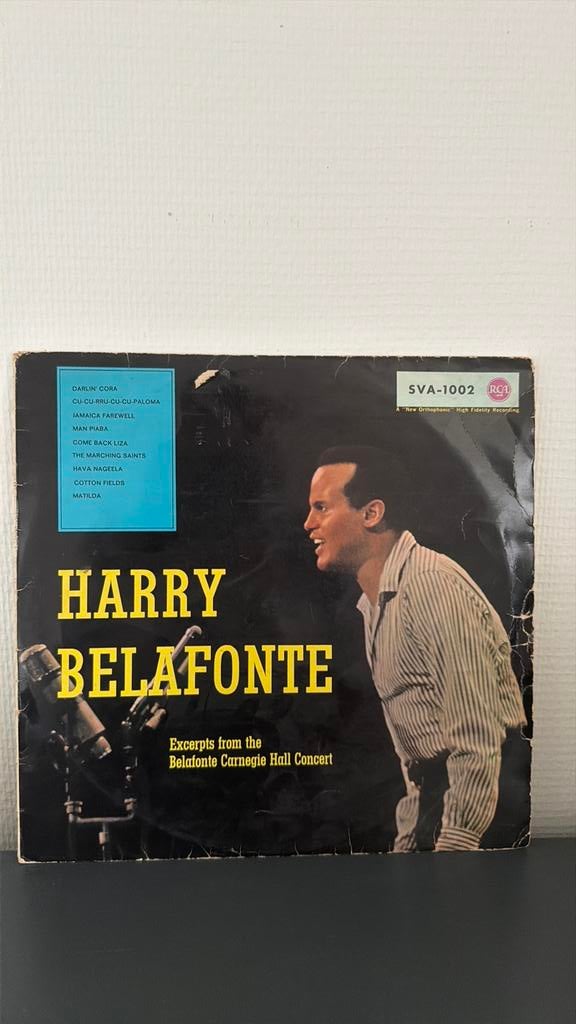 DARLIN' CORA
CU-CU-RRU-CU-CU-PALOMA
JAMAICA FAREWELL
MAN PIABA
COME BACK LIZA
THE MARCHING SAINTS
HAVA NAGEELA
COTTON FIELDS
MATILDA
SVA-1002 RCA
A "New Orthophonic" High Fidelity Recording
HARRY
BELAFONTE
Excerpts from the
Belafonte Carnegie Hall Concert